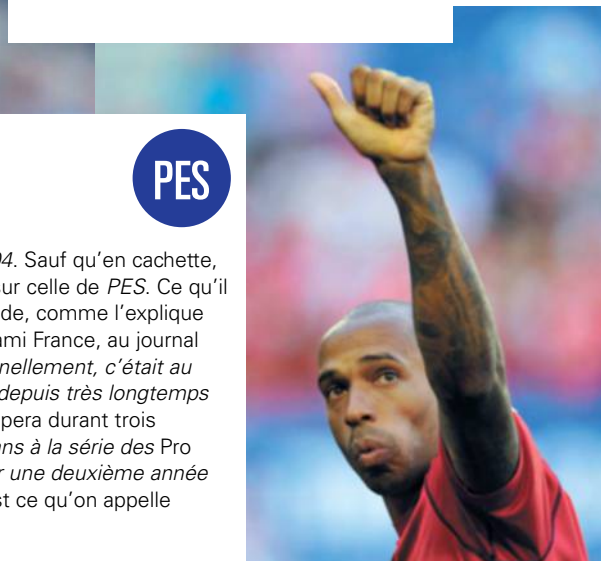 PES
04. Sauf qu’en cachette,
sur celle de PES. Ce qu’il
de, comme l’explique
ami France, au journal
nellement, c’était au
depuis très longtemps
pera durant trois
ns à la série des Pro
r une deuxième année
st ce qu’on appelle